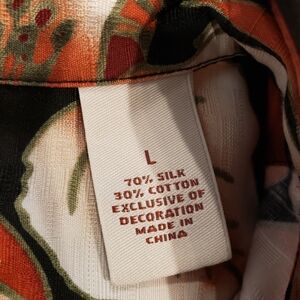 L
70% SILK
30% COTTON
EXCLUSIVE OF
DECORATION
MADE IN
CHINA